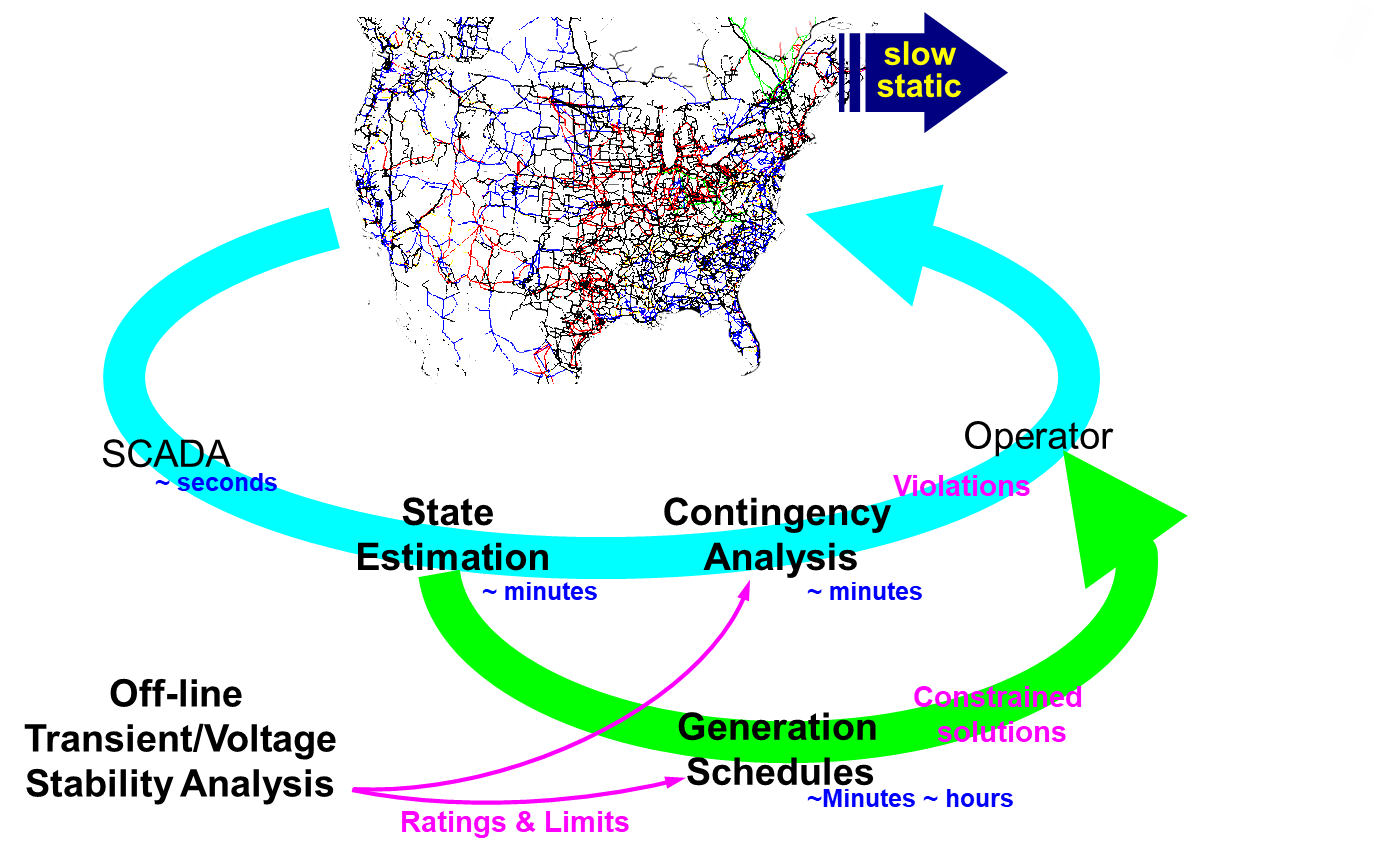 slow
static
SCADA
~ seconds
Operator
Violations
State
Estimation
~ minutes
Contingency
Analysis
~ minutes
Off-line
Transient/Voltage
Stability Analysis
Generation
Schedules
~Minutes ~ hours
Constrained
solutions
Ratings & Limits